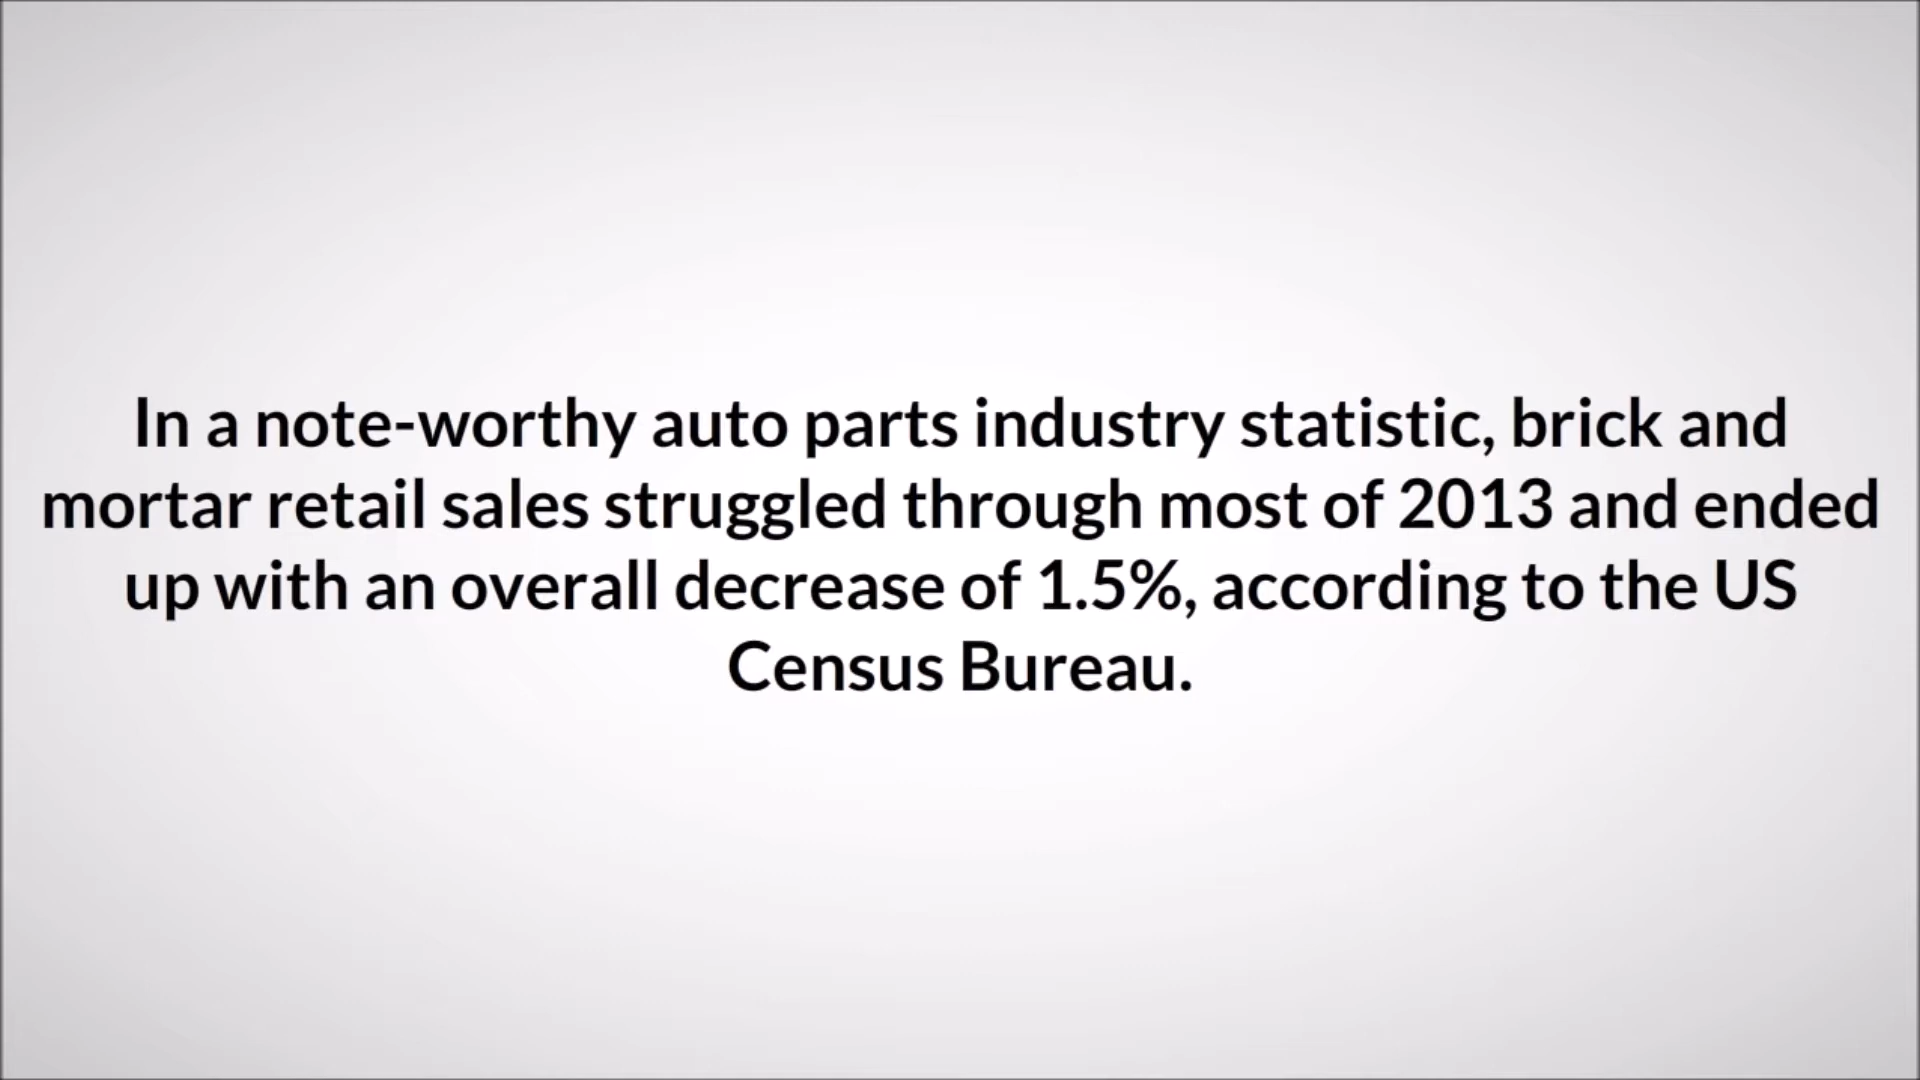 In a note-worthy auto parts industry statistic, brick and
mortar retail sales struggled through most of 2013 and ended
up with an overall decrease of 1.5%, according to the US
Census Bureau.